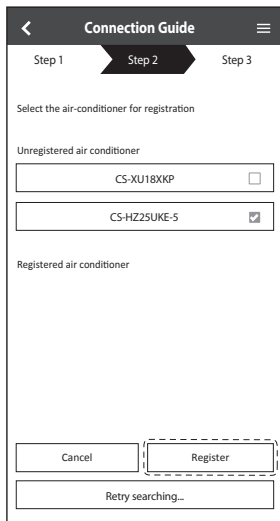 Connection Guide
Step 1 Step 2 Step 3
Select the air-conditioner for registration
Unregistered air conditioner
CS-XU18XKP
CS-HZ25UKE-5
Registered air conditioner
Cancel Register
Retry searching...